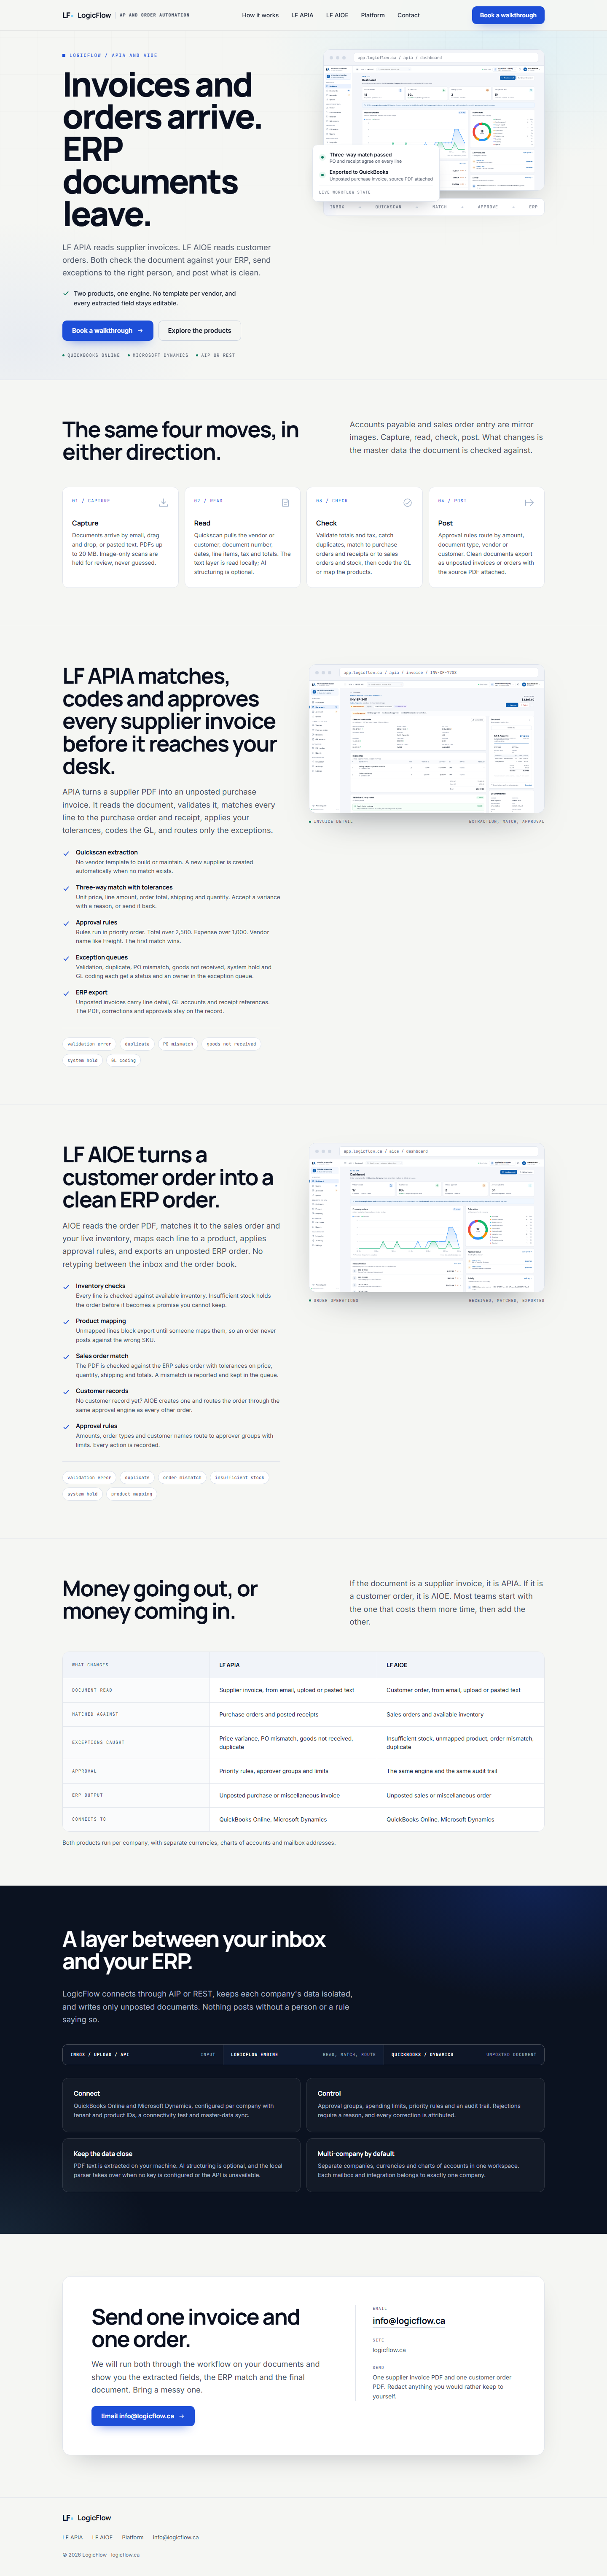 LF. LogicFlow AP AND ORDER AUTOMATION
How it works LF APIA LF AIOE Platform Contact
Book a walkthrough
LOGICFLOW / APIA AND AIOE
Invoices and
orders arrive.
ERP
documents
leave.
LF APIA reads supplier invoices. LF AIOE reads customer
orders. Both check the document against your ERP, send
exceptions to the right person, and post what is clean.
Two products, one engine. No template per vendor, and
every extracted field stays editable.
Book a walkthrough → Explore the products
QUICKBOOKS ONLINE MICROSOFT DYNAMICS AIP OR REST
app.logicflow.ca / apia / dashboard
Dashboard
Three-way match passed
PO and receipt agree on every line
Exported to QuickBooks
Unposted purchase invoice, source PDF attached
LIVE WORKFLOW STATE
INBOX → QUICKSCAN → MATCH → APPROVE → ERP
The same four moves, in
either direction.
Accounts payable and sales order entry are mirror
images. Capture, read, check, post. What changes is
the master data the document is checked against.
01 / CAPTURE
Capture
Documents arrive by email, drag
and drop, or pasted text. PDFs up
to 20 MB. Image-only scans are
held for review, never guessed.
02 / READ
Read
Quickscan pulls the vendor or
customer, document number,
dates, line items, tax and totals. The
text layer is read locally; AI
structuring is optional.
03 / CHECK
Check
Validate totals and tax, catch
duplicates, match to purchase
orders and receipts or to sales
orders and stock, then code the GL
or map the products.
04 / POST
Post
Approval rules route by amount,
document type, vendor or
customer. Clean documents export
as unposted invoices or orders with
the source PDF attached.
LF APIA matches,
codes and approves
every supplier invoice
before it reaches your
desk.
APIA turns a supplier PDF into an unposted purchase
invoice. It reads the document, validates it, matches every
line to the purchase order and receipt, applies your
tolerances, codes the GL, and routes only the exceptions.
Quickscan extraction
No vendor template to build or maintain. A new supplier is created
automatically when no match exists.
Three-way match with tolerances
Unit price, line amount, order total, shipping and quantity. Accept a variance
with a reason, or send it back.
Approval rules
Rules run in priority order. Total over 2,500. Expense over 1,000. Vendor
name like Freight. The first match wins.
Exception queues
Validation, duplicate, PO mismatch, goods not received, system hold and
GL coding each get a status and an owner in the exception queue.
ERP export
Unposted invoices carry line detail, GL accounts and receipt references.
The PDF, corrections and approvals stay on the record.
validation error duplicate PO mismatch goods not received
system hold GL coding
app.logicflow.ca / apia / invoice / INV-CF-7788
INVOICE DETAIL EXTRACTION, MATCH, APPROVAL
LF AIOE turns a
customer order into a
clean ERP order.
AIOE reads the order PDF, matches it to the sales order and
your live inventory, maps each line to a product, applies
approval rules, and exports an unposted ERP order. No
retyping between the inbox and the order book.
Inventory checks
Every line is checked against available inventory. Insufficient stock holds
the order before it becomes a promise you cannot keep.
Product mapping
Unmapped lines block export until someone maps them, so an order never
posts against the wrong SKU.
Sales order match
The PDF is checked against the ERP sales order with tolerances on price,
quantity, shipping and totals. A mismatch is reported and kept in the queue.
Customer records
No customer record yet? AIOE creates one and routes the order through the
same approval engine as every other order.
Approval rules
Amounts, order types and customer names route to approver groups with
limits. Every action is recorded.
validation error duplicate order mismatch insufficient stock
system hold product mapping
app.logicflow.ca / aioe / dashboard
Dashboard
ORDER OPERATIONS RECEIVED, MATCHED, EXPORTED
Money going out, or
money coming in.
If the document is a supplier invoice, it is APIA. If it is
a customer order, it is AIOE. Most teams start with
the one that costs them more time, then add the
other.
WHAT CHANGES LF APIA LF AIOE
DOCUMENT READ Supplier invoice, from email, upload or pasted text Customer order, from email, upload or pasted text
MATCHED AGAINST Purchase orders and posted receipts Sales orders and available inventory
EXCEPTIONS CAUGHT Price variance, PO mismatch, goods not received, duplicate Insufficient stock, unmapped product, order mismatch, duplicate
APPROVAL Priority rules, approver groups and limits The same engine and the same audit trail
ERP OUTPUT Unposted purchase or miscellaneous invoice Unposted sales or miscellaneous order
CONNECTS TO QuickBooks Online, Microsoft Dynamics QuickBooks Online, Microsoft Dynamics
Both products run per company, with separate currencies, charts of accounts and mailbox addresses.
A layer between your inbox
and your ERP.
LogicFlow connects through AIP or REST, keeps each company's data isolated,
and writes only unposted documents. Nothing posts without a person or a rule
saying so.
INBOX / UPLOAD / API INPUT LOGICFLOW ENGINE READ, MATCH, ROUTE QUICKBOOKS / DYNAMICS UNPOSTED DOCUMENT
Connect
QuickBooks Online and Microsoft Dynamics, configured per company with
tenant and product IDs, a connectivity test and master-data sync.
Control
Approval groups, spending limits, priority rules and an audit trail. Rejections
require a reason, and every correction is attributed.
Keep the data close
PDF text is extracted on your machine. AI structuring is optional, and the local
parser takes over when no key is configured or the API is unavailable.
Multi-company by default
Separate companies, currencies and charts of accounts in one workspace.
Each mailbox and integration belongs to exactly one company.
Send one invoice and
one order.
We will run both through the workflow on your documents and
show you the extracted fields, the ERP match and the final
document. Bring a messy one.
Email info@logicflow.ca →
EMAIL
info@logicflow.ca
SITE
logicflow.ca
SEND
One supplier invoice PDF and one customer order
PDF. Redact anything you would rather keep to
yourself.
LF. LogicFlow
LF APIA LF AIOE Platform info@logicflow.ca
© 2026 LogicFlow · logicflow.ca